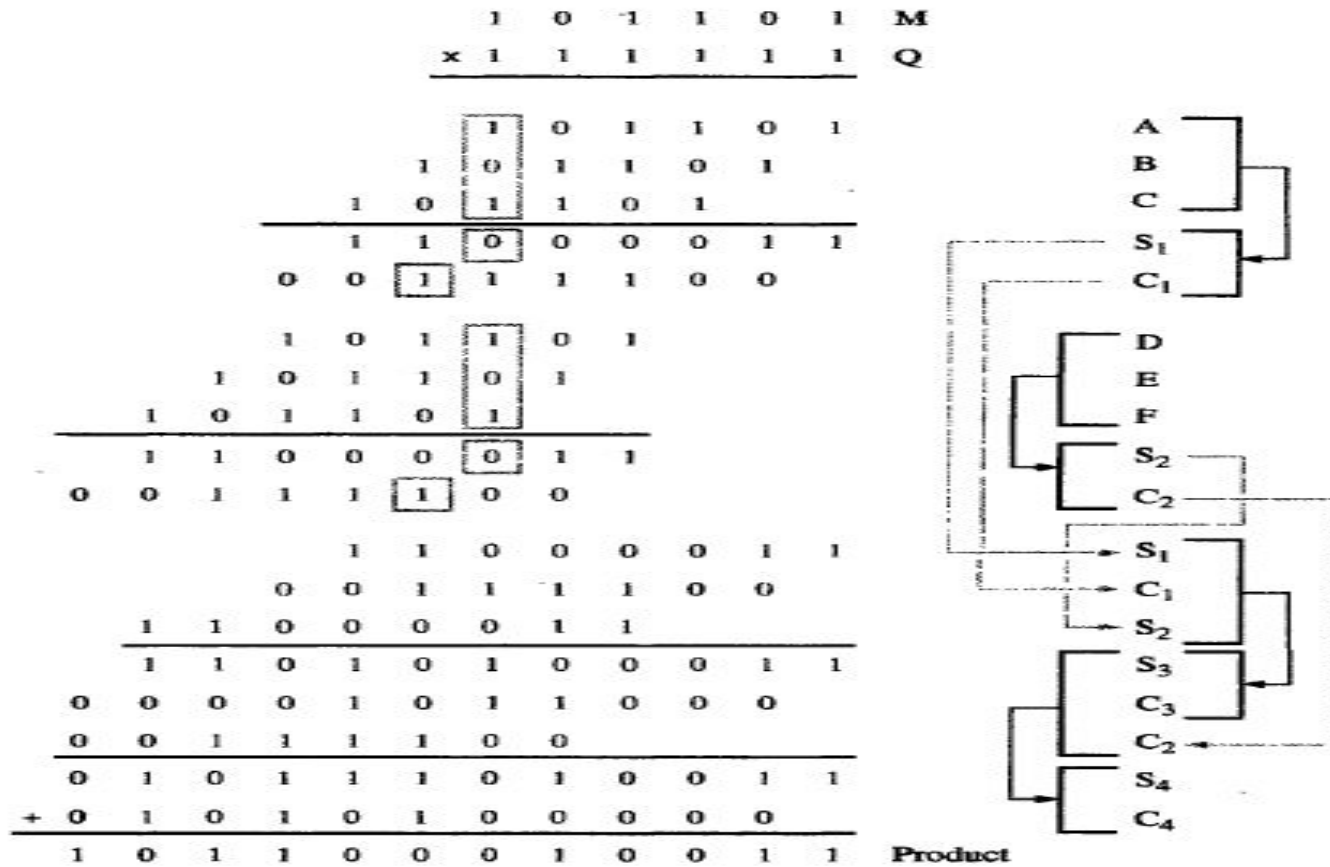 1 0 1 1 0 1 M
x 1 1 1 1 1 1 Q
1 0 1 1 0 1 A
1 0 1 1 0 1 B
1 0 1 1 0 1 C
1 1 0 0 0 0 1 1 S₁
0 0 1 1 1 1 0 0 C₁
1 0 1 1 0 1 D
1 0 1 1 0 1 E
1 0 1 1 0 1 F
1 1 0 0 0 0 1 1 S₂
0 0 1 1 1 1 0 0 C₂
1 1 0 0 0 0 1 1 S₁
0 0 1 1 1 1 0 0 C₁
1 1 0 0 0 0 1 1 S₂
1 1 0 1 0 1 0 0 0 1 1 S₃
0 0 0 0 1 0 1 1 0 0 0 C₃
0 0 1 1 1 1 0 0 C₂
0 1 0 1 1 1 0 1 0 0 1 1 S₄
+ 0 1 0 1 0 1 0 0 0 0 0 C₄
1 0 1 1 0 0 0 1 0 0 1 1 Product